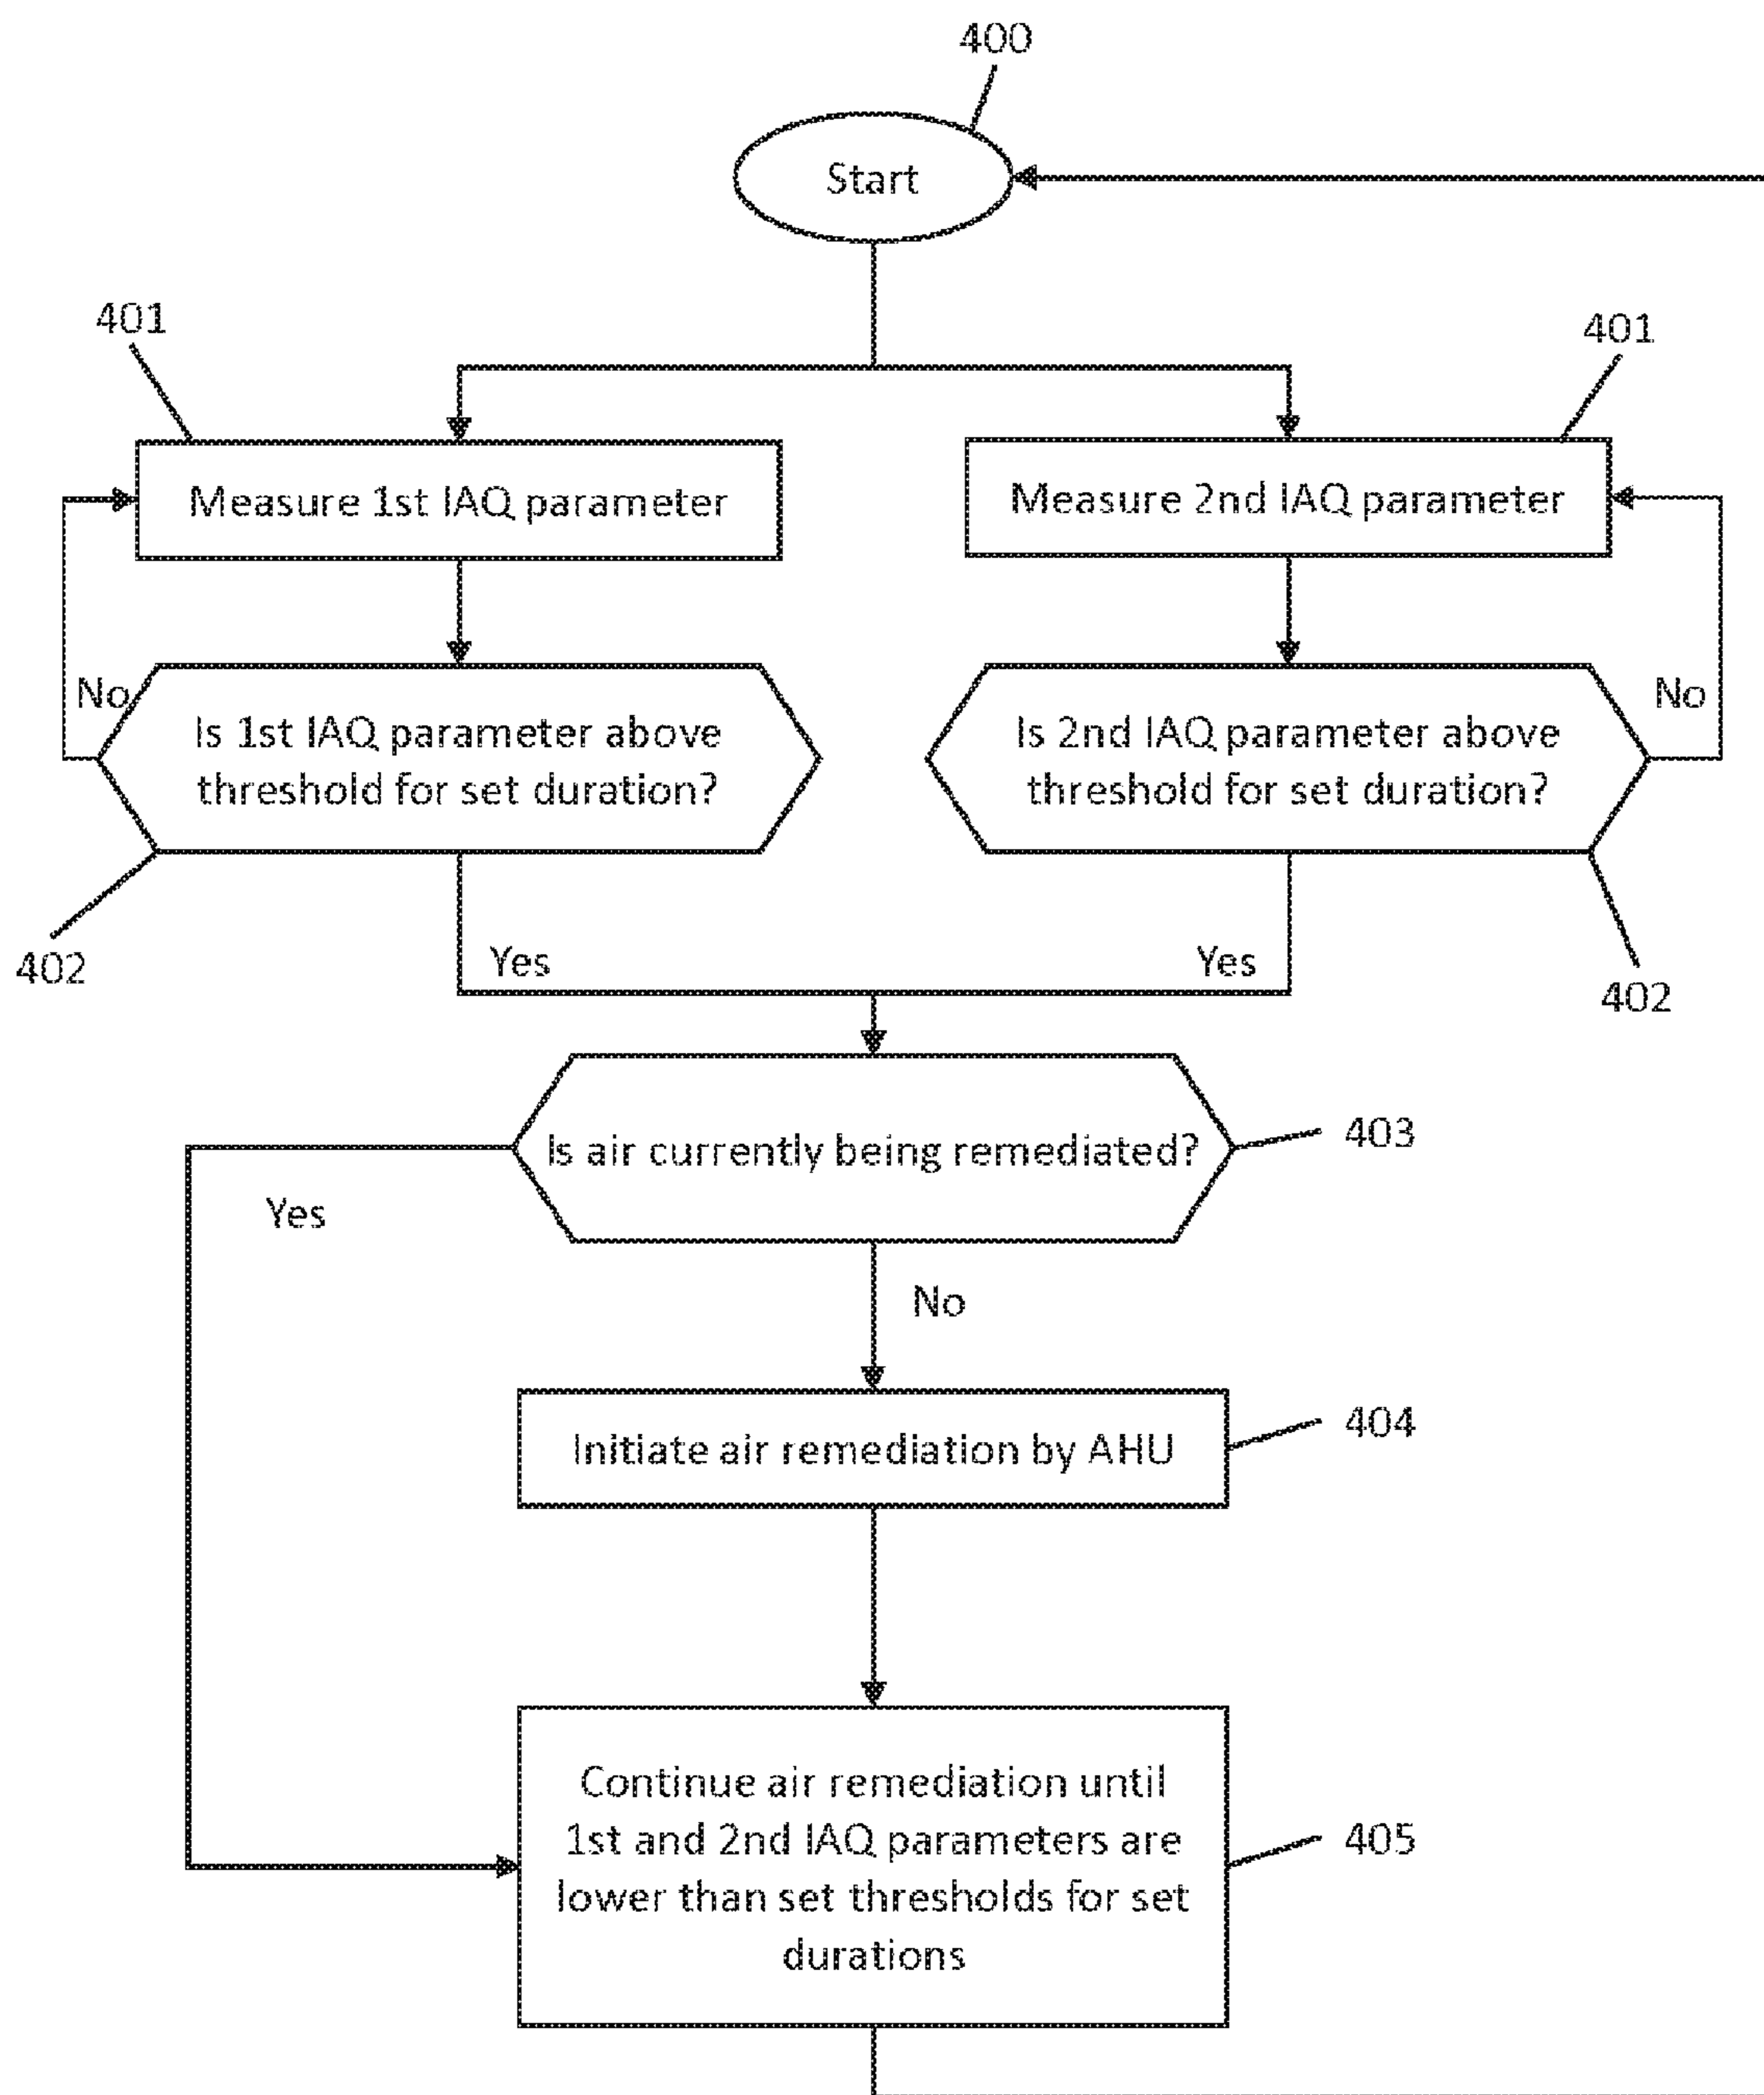 400
Start
401
401
Measure 1st IAQ parameter
Measure 2nd IAQ parameter
No
No
Is 1st IAQ parameter above
threshold for set duration?
Is 2nd IAQ parameter above
threshold for set duration?
402
Yes
Yes
402
Is air currently being remediated?
403
Yes
No
Initiate air remediation by AHU
404
Continue air remediation until
1st and 2nd IAQ parameters are
lower than set thresholds for set
durations
405